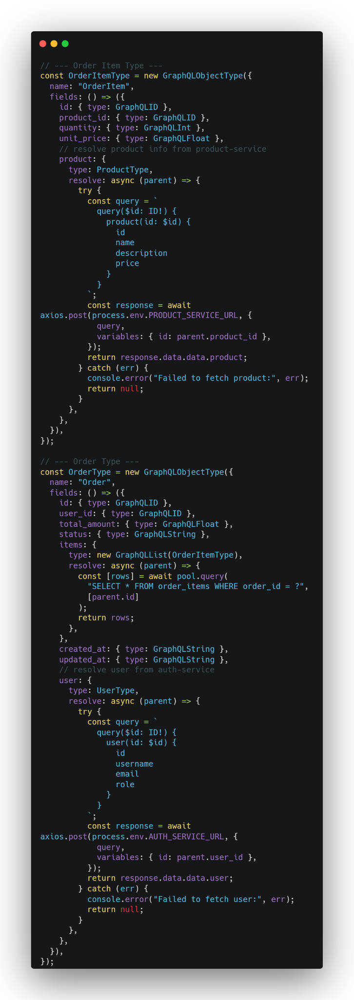 // --- Order Item Type ---
const OrderItemType = new GraphQLObjectType({
  name: "OrderItem",
  fields: () => ({
    id: { type: GraphQLID },
    product_id: { type: GraphQLID },
    quantity: { type: GraphQLInt },
    unit_price: { type: GraphQLFloat },
    // resolve product info from product-service
    product: {
      type: ProductType,
      resolve: async (parent) => {
        try {
          const query = `
            query($id: ID!) {
              product(id: $id) {
                id
                name
                description
                price
              }
            }
          `;
          const response = await
axios.post(process.env.PRODUCT_SERVICE_URL, {
            query,
            variables: { id: parent.product_id },
          });
          return response.data.data.product;
        } catch (err) {
          console.error("Failed to fetch product:", err);
          return null;
        }
      },
    },
  }),
});

// --- Order Type ---
const OrderType = new GraphQLObjectType({
  name: "Order",
  fields: () => ({
    id: { type: GraphQLID },
    user_id: { type: GraphQLID },
    total_amount: { type: GraphQLFloat },
    status: { type: GraphQLString },
    items: {
      type: new GraphQLList(OrderItemType),
      resolve: async (parent) => {
        const [rows] = await pool.query(
          "SELECT * FROM order_items WHERE order_id = ?",
          [parent.id]
        );
        return rows;
      },
    },
    created_at: { type: GraphQLString },
    updated_at: { type: GraphQLString },
    // resolve user from auth-service
    user: {
      type: UserType,
      resolve: async (parent) => {
        try {
          const query = `
            query($id: ID!) {
              user(id: $id) {
                id
                username
                email
                role
              }
            }
          `;
          const response = await
axios.post(process.env.AUTH_SERVICE_URL, {
            query,
            variables: { id: parent.user_id },
          });
          return response.data.data.user;
        } catch (err) {
          console.error("Failed to fetch user:", err);
          return null;
        }
      },
    },
  }),
});